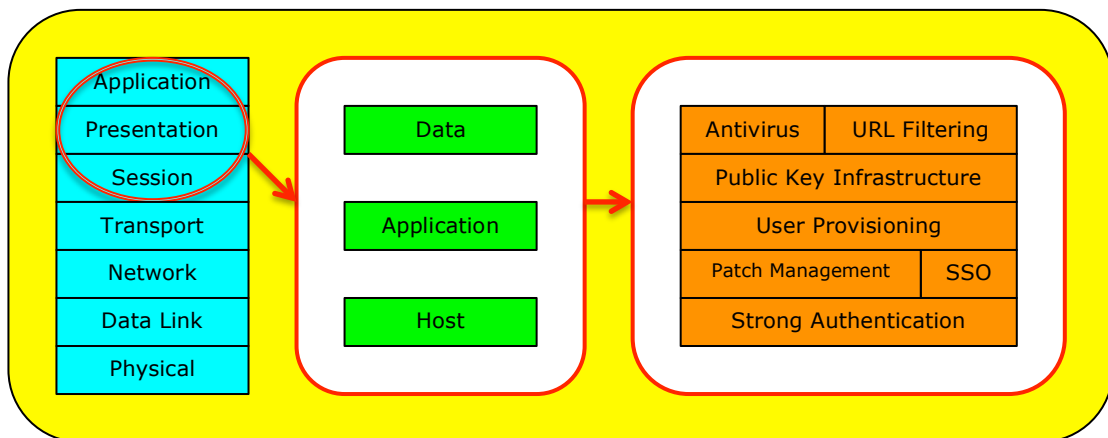 Application
Presentation
Session
Transport
Network
Data Link
Physical
Data
Application
Host
Antivirus
URL Filtering
Public Key Infrastructure
User Provisioning
Patch Management
SSO
Strong Authentication